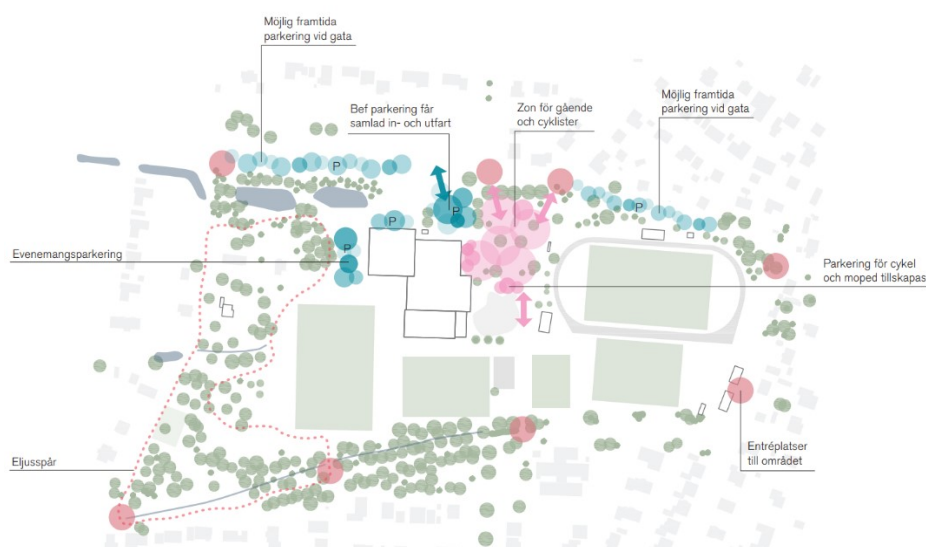 Möjlig framtida
parkering vid gata
Bef parkering får
samlad in- och utfart
Zon för gående
och cyklister
Möjlig framtida
parkering vid gata
P
P
P
P
P
Evenemangsparkering
Parkering för cykel
och moped tillskapas
Eljusspår
Entréplatser
till området